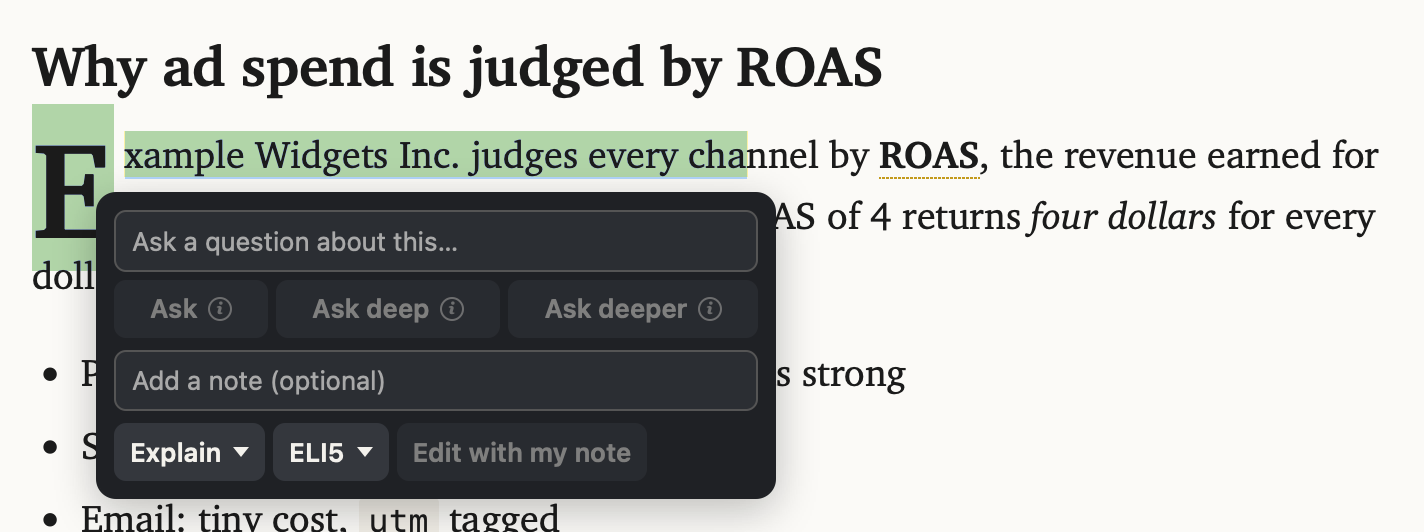 Why ad spend is judged by ROAS
Example Widgets Inc. judges every channel by ROAS, the revenue earned for
AS of 4 returns four dollars for every
doll
Ask a question about this...
Ask Ask deep Ask deeper
P
s strong
Add a note (optional)
S
Explain ELI5 Edit with my note
Email: tiny cost, utm tagged